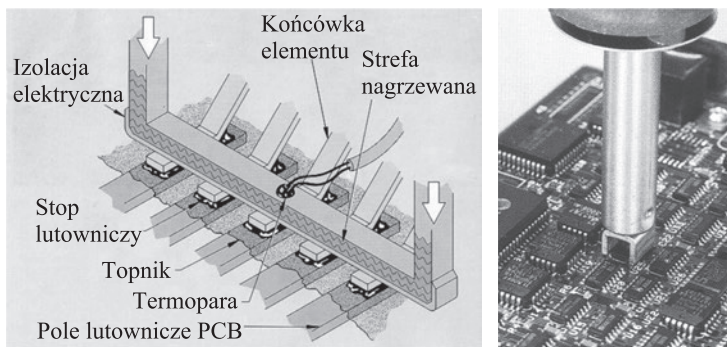 Końcówka
elementu
Strefa
nagrzewana
Izolacja
elektryczna
Stop
lutowniczy
Topnik
Termopara
Pole lutownicze PCB